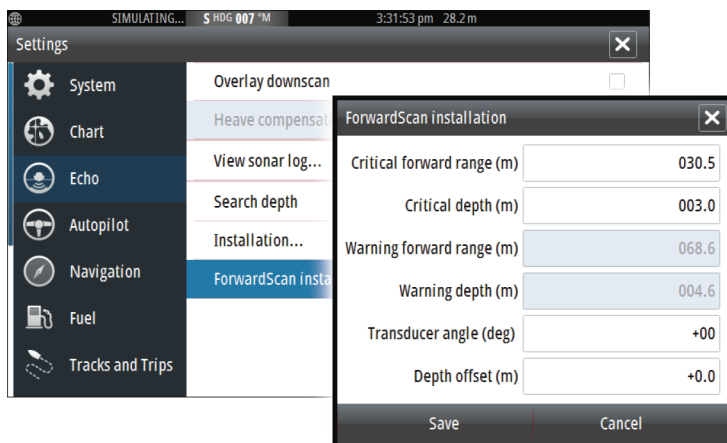 SIMULATING... S HDG 007 °M 3:31:53 pm 28.2 m
Settings
System
Chart
Echo
Autopilot
Navigation
Fuel
Tracks and Trips
Overlay downscan
Heave compensat
View sonar log...
Search depth
Installation...
ForwardScan insta
ForwardScan installation
Critical forward range (m) 030.5
Critical depth (m) 003.0
Warning forward range (m) 068.6
Warning depth (m) 004.6
Transducer angle (deg) +00
Depth offset (m) +0.0
Save Cancel